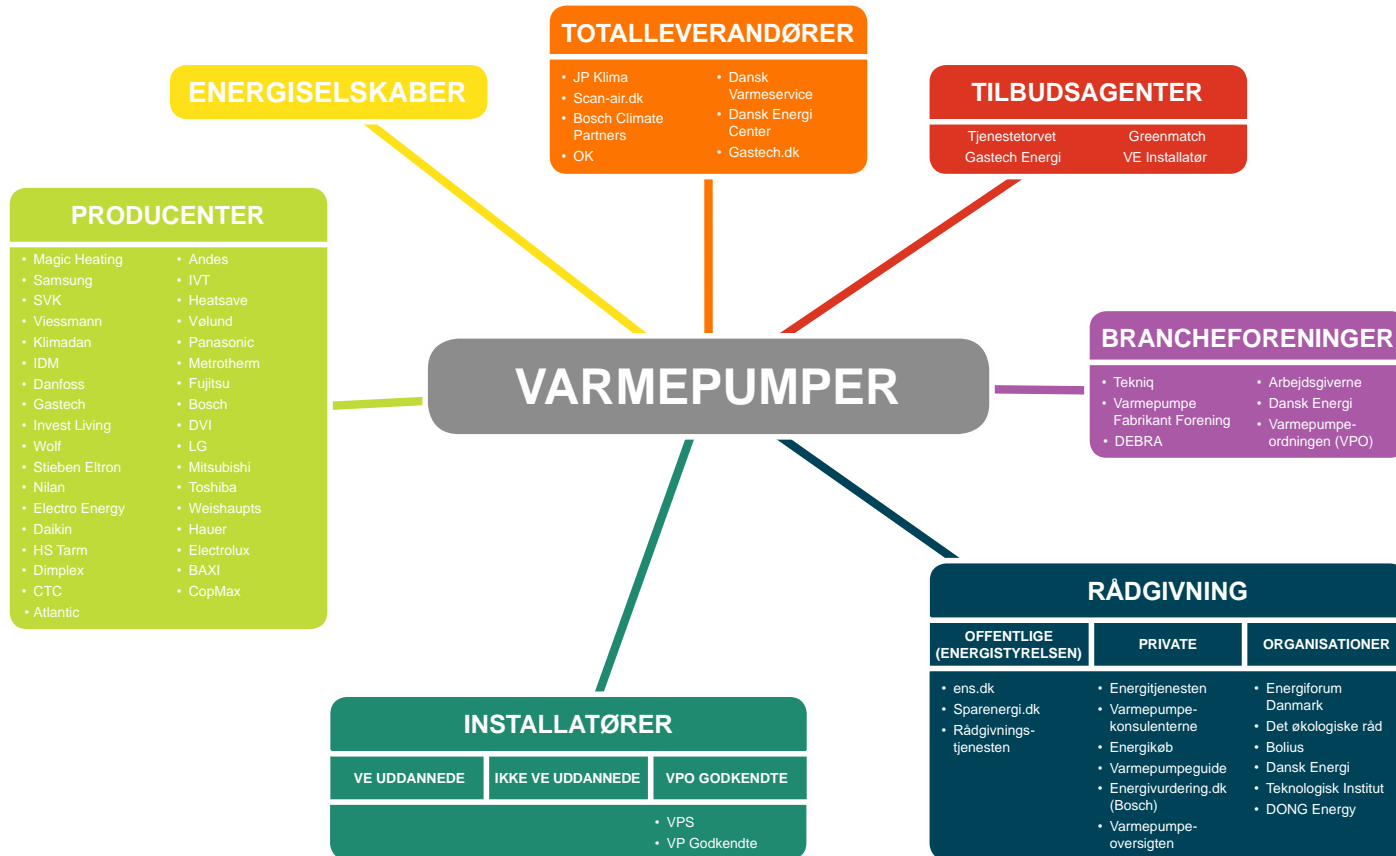 TOTALLEVERANDØRER
• JP Klima
• Scan-air.dk
• Bosch Climate
Partners
• OK
• Dansk
Varmeservice
• Dansk Energi
Center
• Gastech.dk
ENERGISELSKABER
TILBUDSAGENTER
Tjenestetorvet
Gastech Energi
Greenmatch
VE Installatør
PRODUCENTER
• Magic Heating
• Samsung
• SVK
• Viessmann
• Klimadan
• IDM
• Danfoss
• Gastech
• Invest Living
• Wolf
• Stieben Eltron
• Nilan
• Electro Energy
• Daikin
• HS Tarm
• Dimplex
• CTC
• Atlantic
• Andes
• IVT
• Heatsave
• Vølund
• Panasonic
• Metrotherm
• Fujitsu
• Bosch
• DVI
• LG
• Mitsubishi
• Toshiba
• Weishaupts
• Hauer
• Electrolux
• BAXI
• CopMax
VARMEPUMPER
BRANCHEFORENINGER
• Tekniq
• Varmepumpe
Fabrikant Forening
• DEBRA
• Arbejdsgiverne
• Dansk Energi
• Varmepumpe-
ordningen (VPO)
RÅDGIVNING
OFFENTLIGE
(ENERGISTYRELSEN)
• ens.dk
• Sparenergi.dk
• Rådgivnings-
tjenesten
PRIVATE
• Energitjenesten
• Varmepumpe-
konsulenterne
• Energikøb
• Varmepumpeguide
• Energivurdering.dk
(Bosch)
• Varmepumpe-
oversigten
ORGANISATIONER
• Energiforum
Danmark
• Det økologiske råd
• Bolius
• Dansk Energi
• Teknologisk Institut
• DONG Energy
INSTALLATØRER
VE UDDANNEDE
IKKE VE UDDANNEDE
VPO GODKENDTE
• VPS
• VP Godkendte